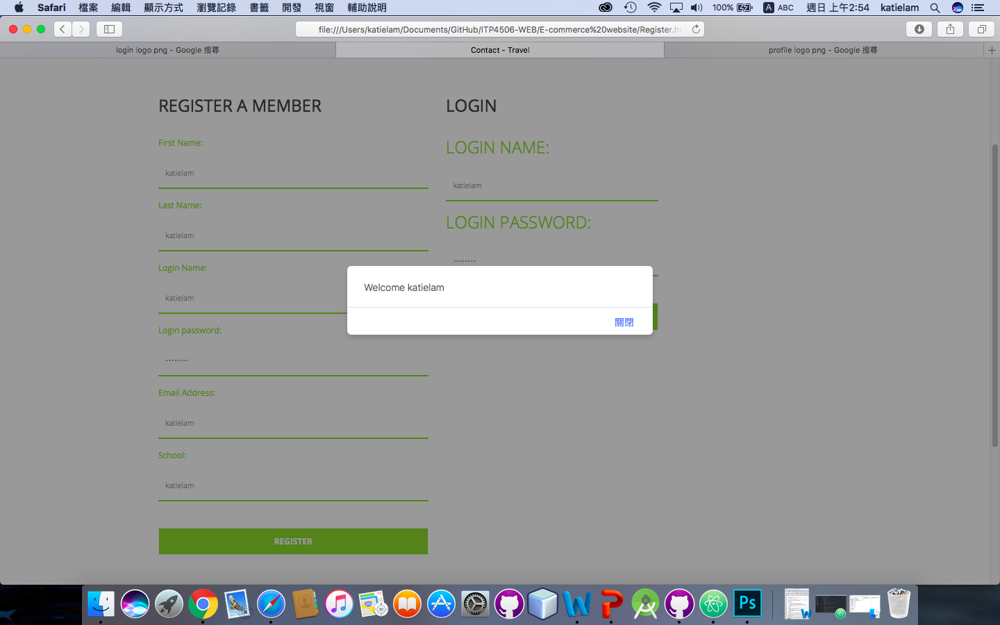 Safari 檔案 編輯 顯示方式 瀏覽記錄 書籤 開發 視窗 輔助說明 100% A ABC 週日 上午2:54 katielam
file:///Users/katielam/Documents/GitHub/ITP4506-WEB/E-commerce%20website/Register.h
login logo png - Google 搜尋 Contact - Travel profile logo png - Google 搜尋
REGISTER A MEMBER
First Name:
katielam
Last Name:
katielam
Login Name:
katielam
Login password:
········
Email Address:
katielam
School:
katielam
REGISTER
LOGIN
LOGIN NAME:
katielam
LOGIN PASSWORD:
········
Welcome katielam
關閉
Ps